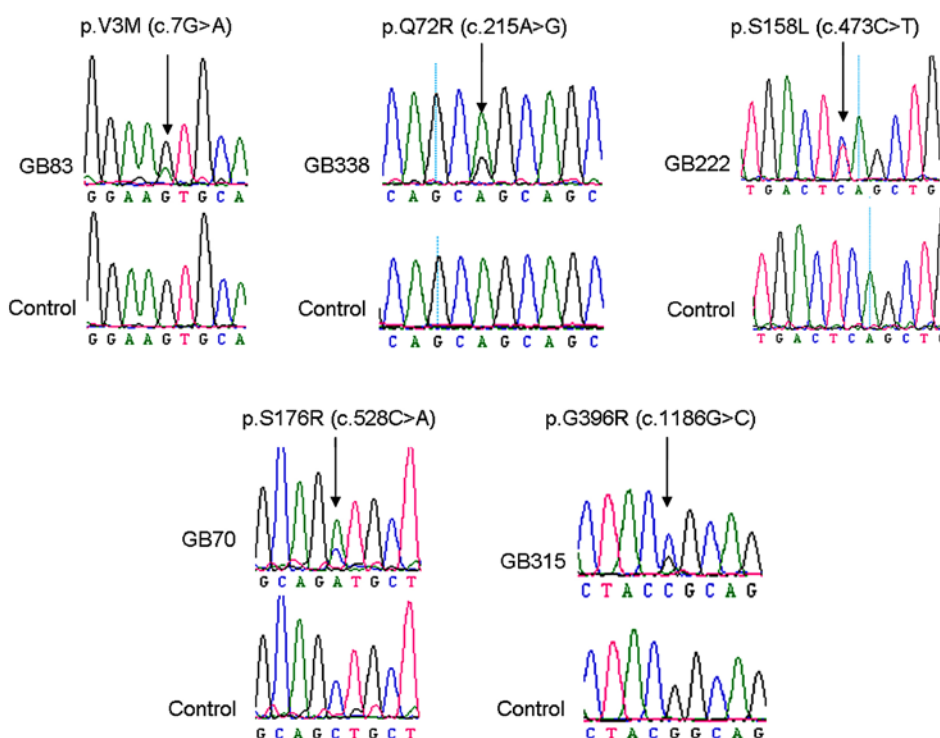 p.V3M (c.7G>A)
GB83
G G A A G T G C A
Control
G G A A G T G C A
p.Q72R (c.215A>G)
GB338
C A G C A G C A G C
Control
C A G C A G C A G C
p.S158L (c.473C>T)
GB222
T G A C T C A G C T G
Control
T G A C T C A G C T
p.S176R (c.528C>A)
GB70
G C A G A T G C T
Control
G C A G C T G C T
p.G396R (c.1186G>C)
GB315
C T A C C G C A G
Control
C T A C G G C A G